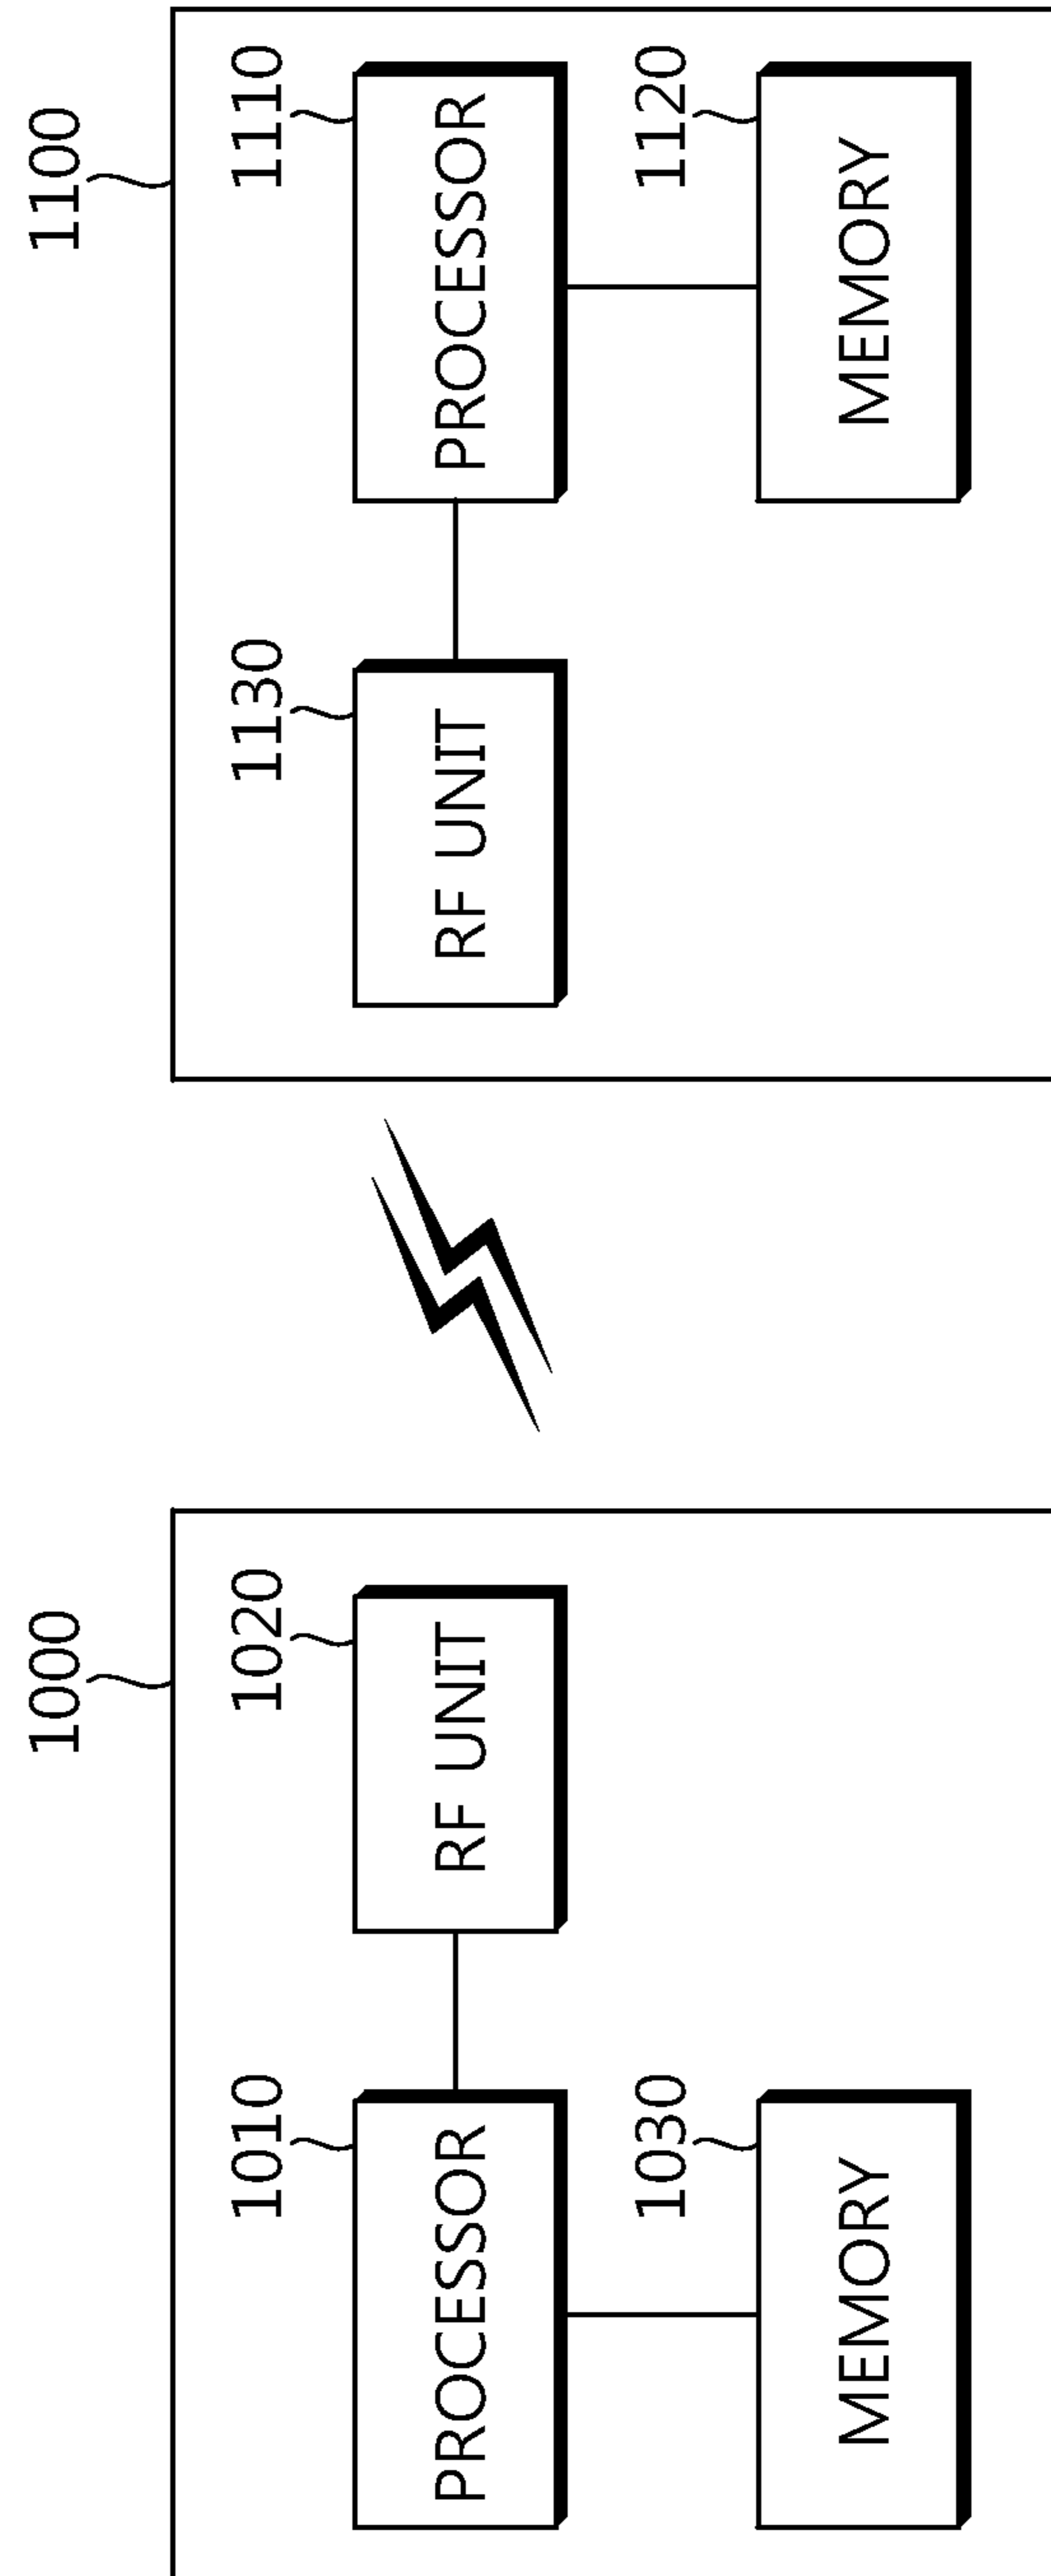 1000
1010
PROCESSOR
1020
RF UNIT
1030
MEMORY
1100
1130
RF UNIT
1110
PROCESSOR
1120
MEMORY